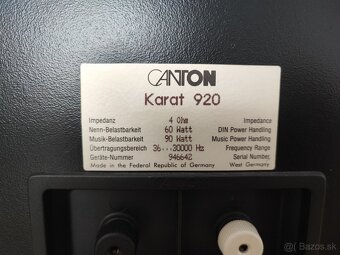 CANTON
Karat 920
Impedanz 4 Ohm Impedance
Nenn-Belastbarkeit 60 Watt DIN Power Handling
Musik-Belastbarkeit 90 Watt Music Power Handling
Übertragungsbereich 36...30000 Hz Frequency Range
Geräte-Nummer 946642 Serial Number
Made in the Federal Republic of Germany West Germany
bazos.sk